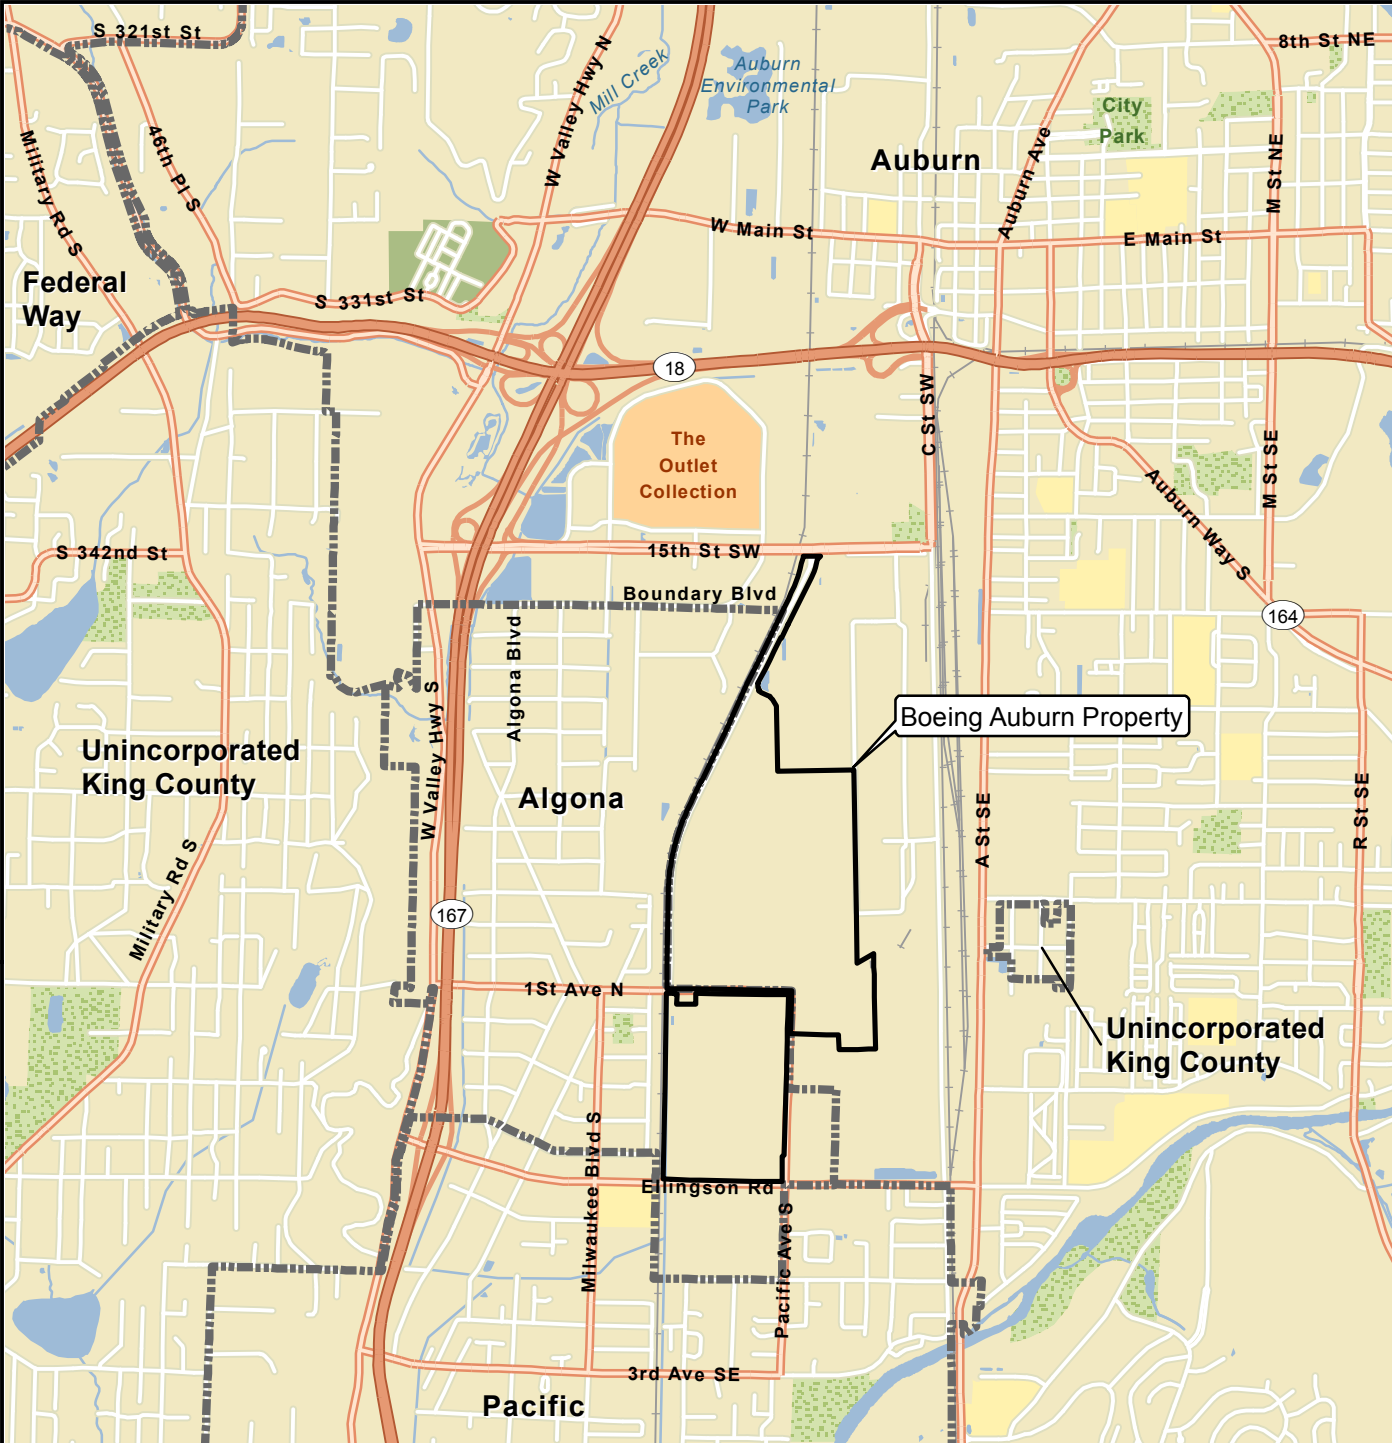 S 321st St
8th St NE
W Valley Hwy N
Mill Creek
Auburn
Environmental
Park
City
Park
Military Rd S
46th Pl S
Auburn
Auburn Ave
M St NE
W Main St
E Main St
Federal
Way
S 331st St
18
C St SW
The
Outlet
Collection
M St SE
Auburn Way S
S 342nd St
15th St SW
Boundary Blvd
164
Algona Blvd
W Valley Hwy S
Boeing Auburn Property
Unincorporated
King County
Algona
A St SE
R St SE
Military Rd S
167
1St Ave N
Unincorporated
King County
Milwaukee Blvd S
Ellingson Rd
Pacific Ave S
3rd Ave SE
Pacific